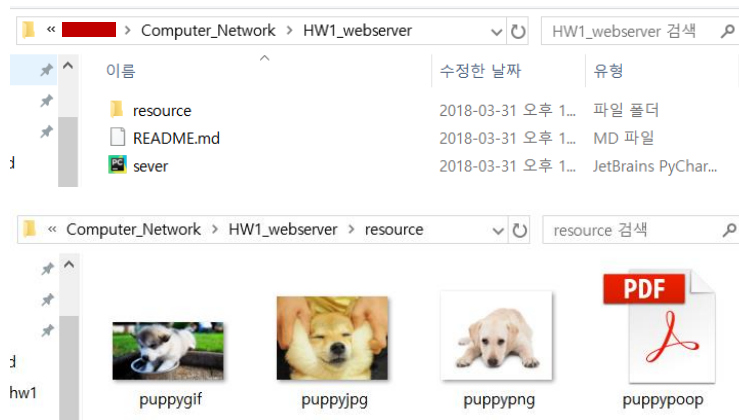 « > Computer_Network > HW1_webserver HW1_webserver 검색
이름 수정한 날짜 유형
resource 2018-03-31 오후 1... 파일 폴더
README.md 2018-03-31 오후 1... MD 파일
PC sever 2018-03-31 오후 1... JetBrains PyChar...
« Computer_Network > HW1_webserver > resource resource 검색
PDF
d
hw1
puppygif puppyjpg puppypng puppypoop